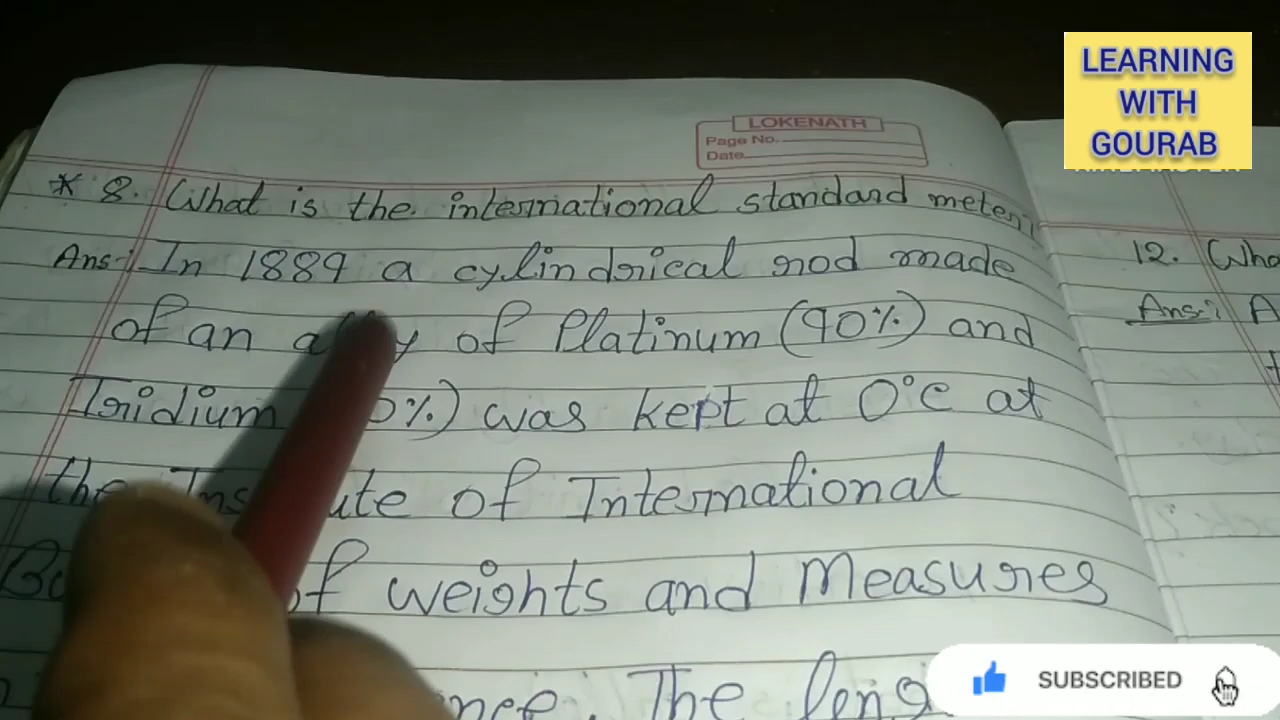 LEARNING
WITH
GOURAB
LOKENATH
Page No.
Date
* 8. What is the international standard meter
Ans:- In 1889 a cylindrical rod made
of an of Platinum (90%) and
Iridium 0%) was kept at 0°C at
the of International
of weights and Measures
The
12.
Ans:
SUBSCRIBED